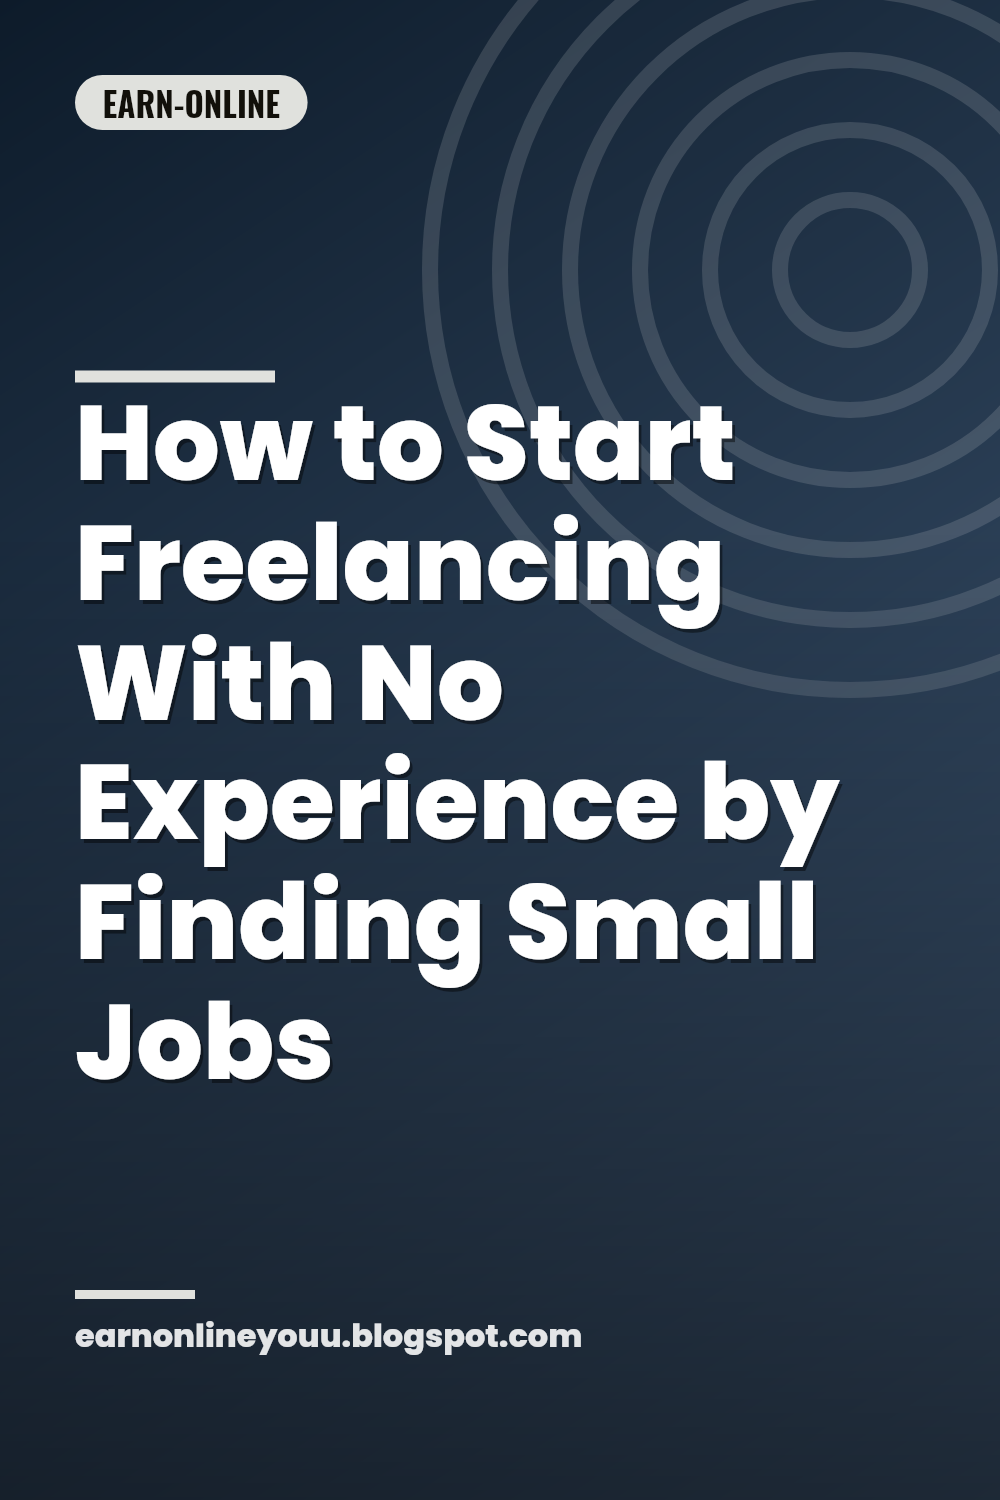 EARN-ONLINE
How to Start
Freelancing
With No
Experience by
Finding Small
Jobs
earnonlineyouu.blogspot.com